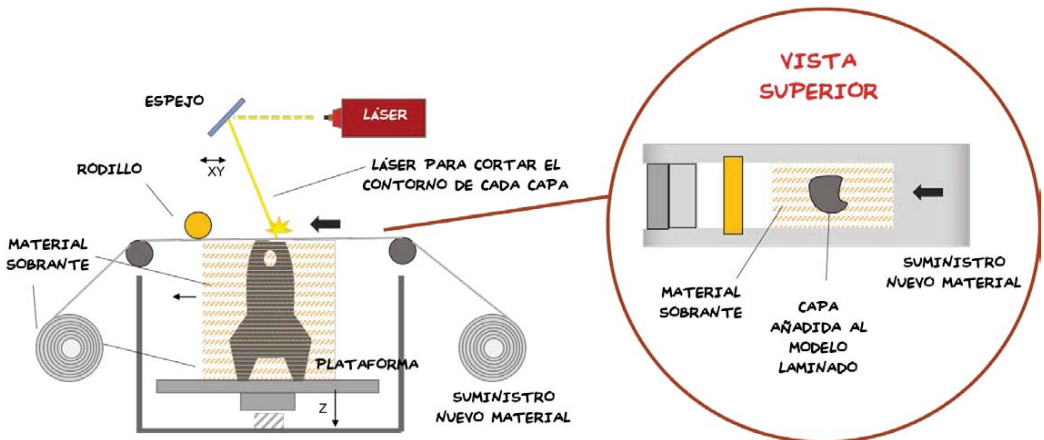 ESPEJO
LÁSER
XY
RODILLO
LÁSER PARA CORTAR EL
CONTORNO DE CADA CAPA
MATERIAL
SOBRANTE
PLATAFORMA
Z
SUMINISTRO
NUEVO MATERIAL
VISTA
SUPERIOR
SUMINISTRO
NUEVO MATERIAL
MATERIAL
SOBRANTE
CAPA
AÑADIDA AL
MODELO
LAMINADO